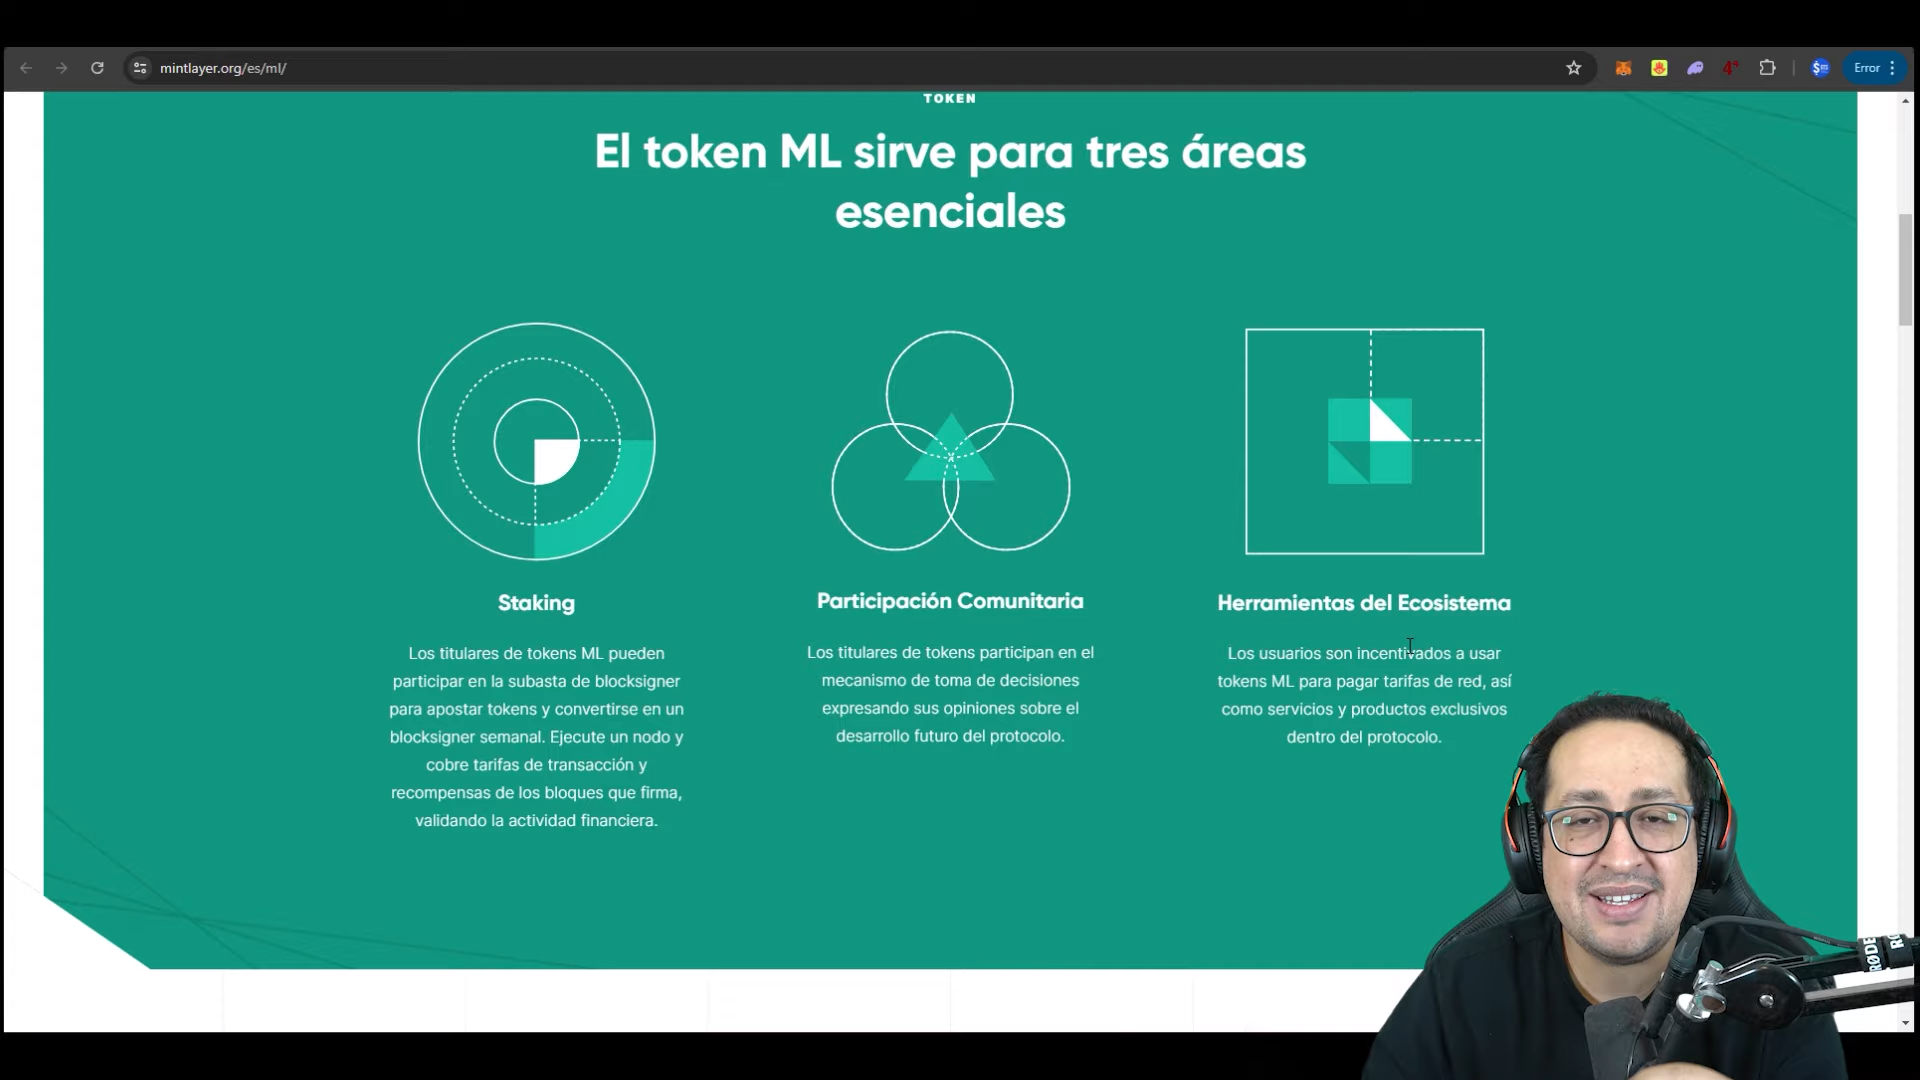 mintlayer.org/es/ml/
Error
TOKEN
El token ML sirve para tres áreas
esenciales
Staking
Los titulares de tokens ML pueden
participar en la subasta de blocksigner
para apostar tokens y convertirse en un
blocksigner semanal. Ejecute un nodo y
cobre tarifas de transacción y
recompensas de los bloques que firma,
validando la actividad financiera.
Participación Comunitaria
Los titulares de tokens participan en el
mecanismo de toma de decisiones
expresando sus opiniones sobre el
desarrollo futuro del protocolo.
Herramientas del Ecosistema
Los usuarios son incentivados a usar
tokens ML para pagar tarifas de red, así
como servicios y productos exclusivos
dentro del protocolo.
RØDE